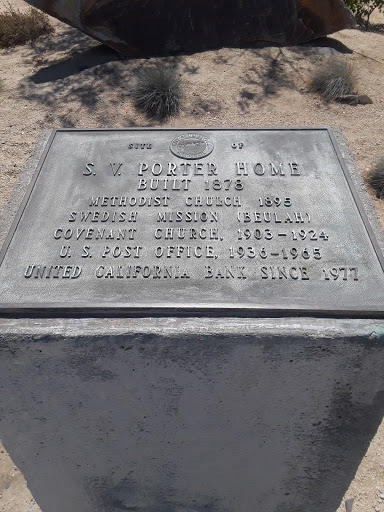 SITE OF
S. V. PORTER HOME
BUILT 1878
METHODIST CHURCH 1895
SWEDISH MISSION (BEULAH)
COVENANT CHURCH, 1903-1924
U. S. POST OFFICE, 1936-1965
UNITED CALIFORNIA BANK SINCE 1977